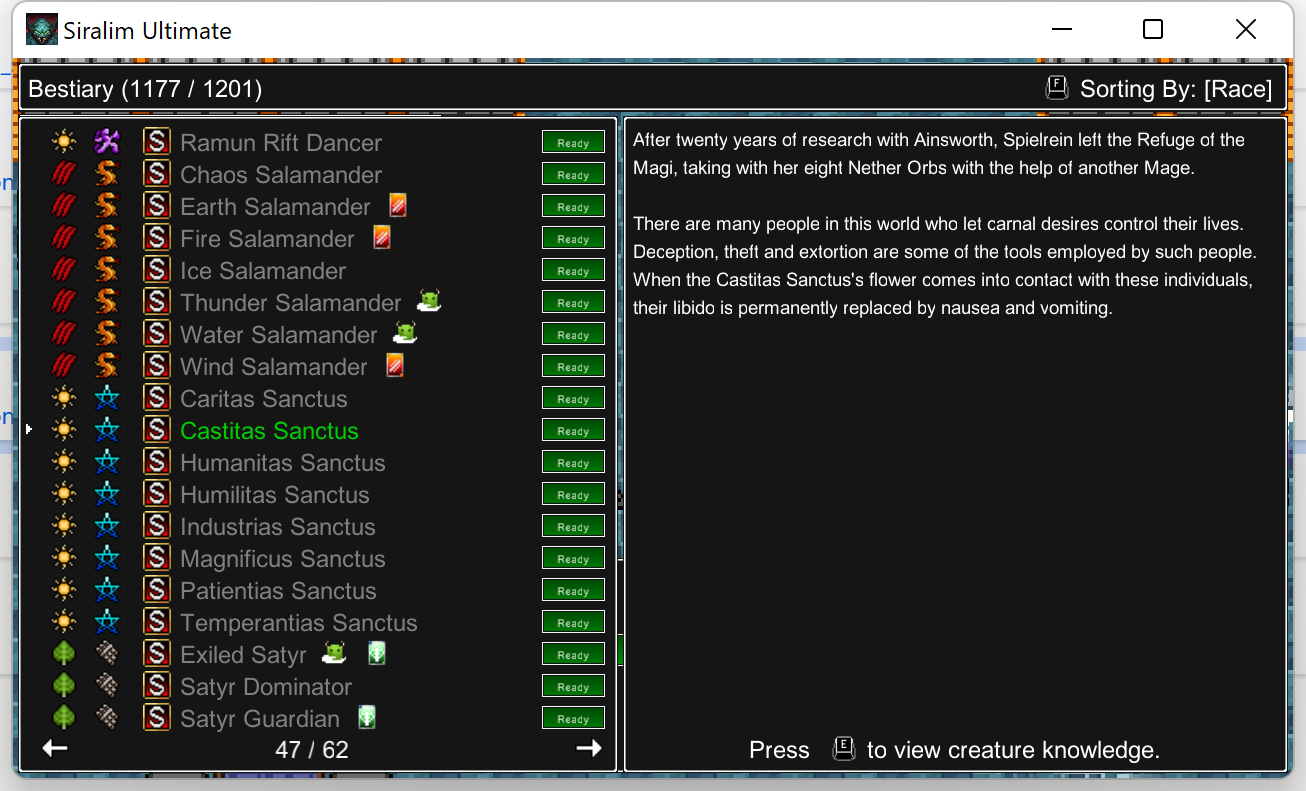 Siralim Ultimate
Bestiary (1177 / 1201)
F Sorting By: [Race]
S Ramun Rift Dancer Ready
S Chaos Salamander Ready
S Earth Salamander Ready
S Fire Salamander Ready
S Ice Salamander Ready
S Thunder Salamander Ready
S Water Salamander Ready
S Wind Salamander Ready
S Caritas Sanctus Ready
S Castitas Sanctus Ready
S Humanitas Sanctus Ready
S Humilitas Sanctus Ready
S Industrias Sanctus Ready
S Magnificus Sanctus Ready
S Patientias Sanctus Ready
S Temperantias Sanctus Ready
S Exiled Satyr Ready
S Satyr Dominator Ready
S Satyr Guardian Ready
47 / 62
After twenty years of research with Ainsworth, Spielrein left the Refuge of the
Magi, taking with her eight Nether Orbs with the help of another Mage.
There are many people in this world who let carnal desires control their lives.
Deception, theft and extortion are some of the tools employed by such people.
When the Castitas Sanctus's flower comes into contact with these individuals,
their libido is permanently replaced by nausea and vomiting.
Press E to view creature knowledge.